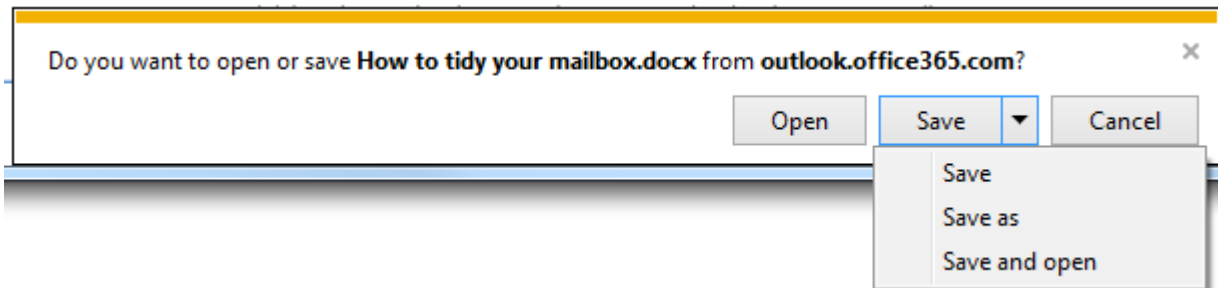 Do you want to open or save How to tidy your mailbox.docx from outlook.office365.com?
Open Save Cancel
Save
Save as
Save and open